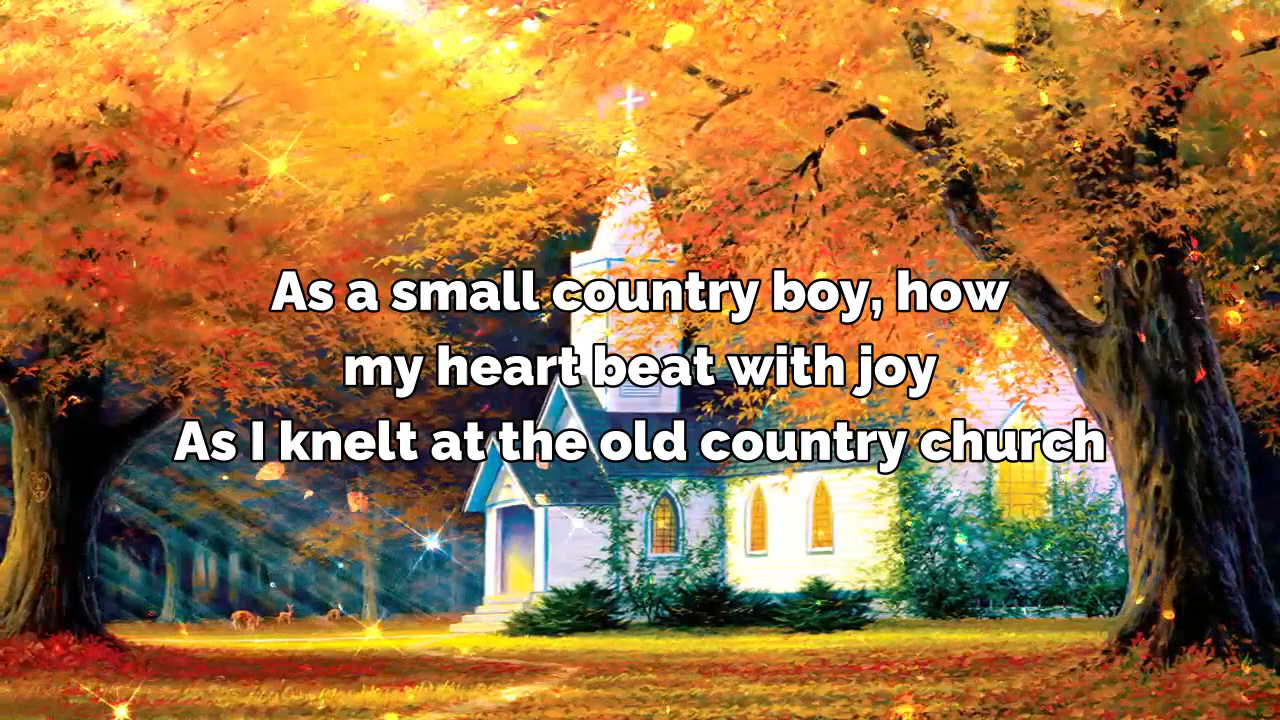 As a small country boy, how
my heart beat with joy
As I knelt at the old country church